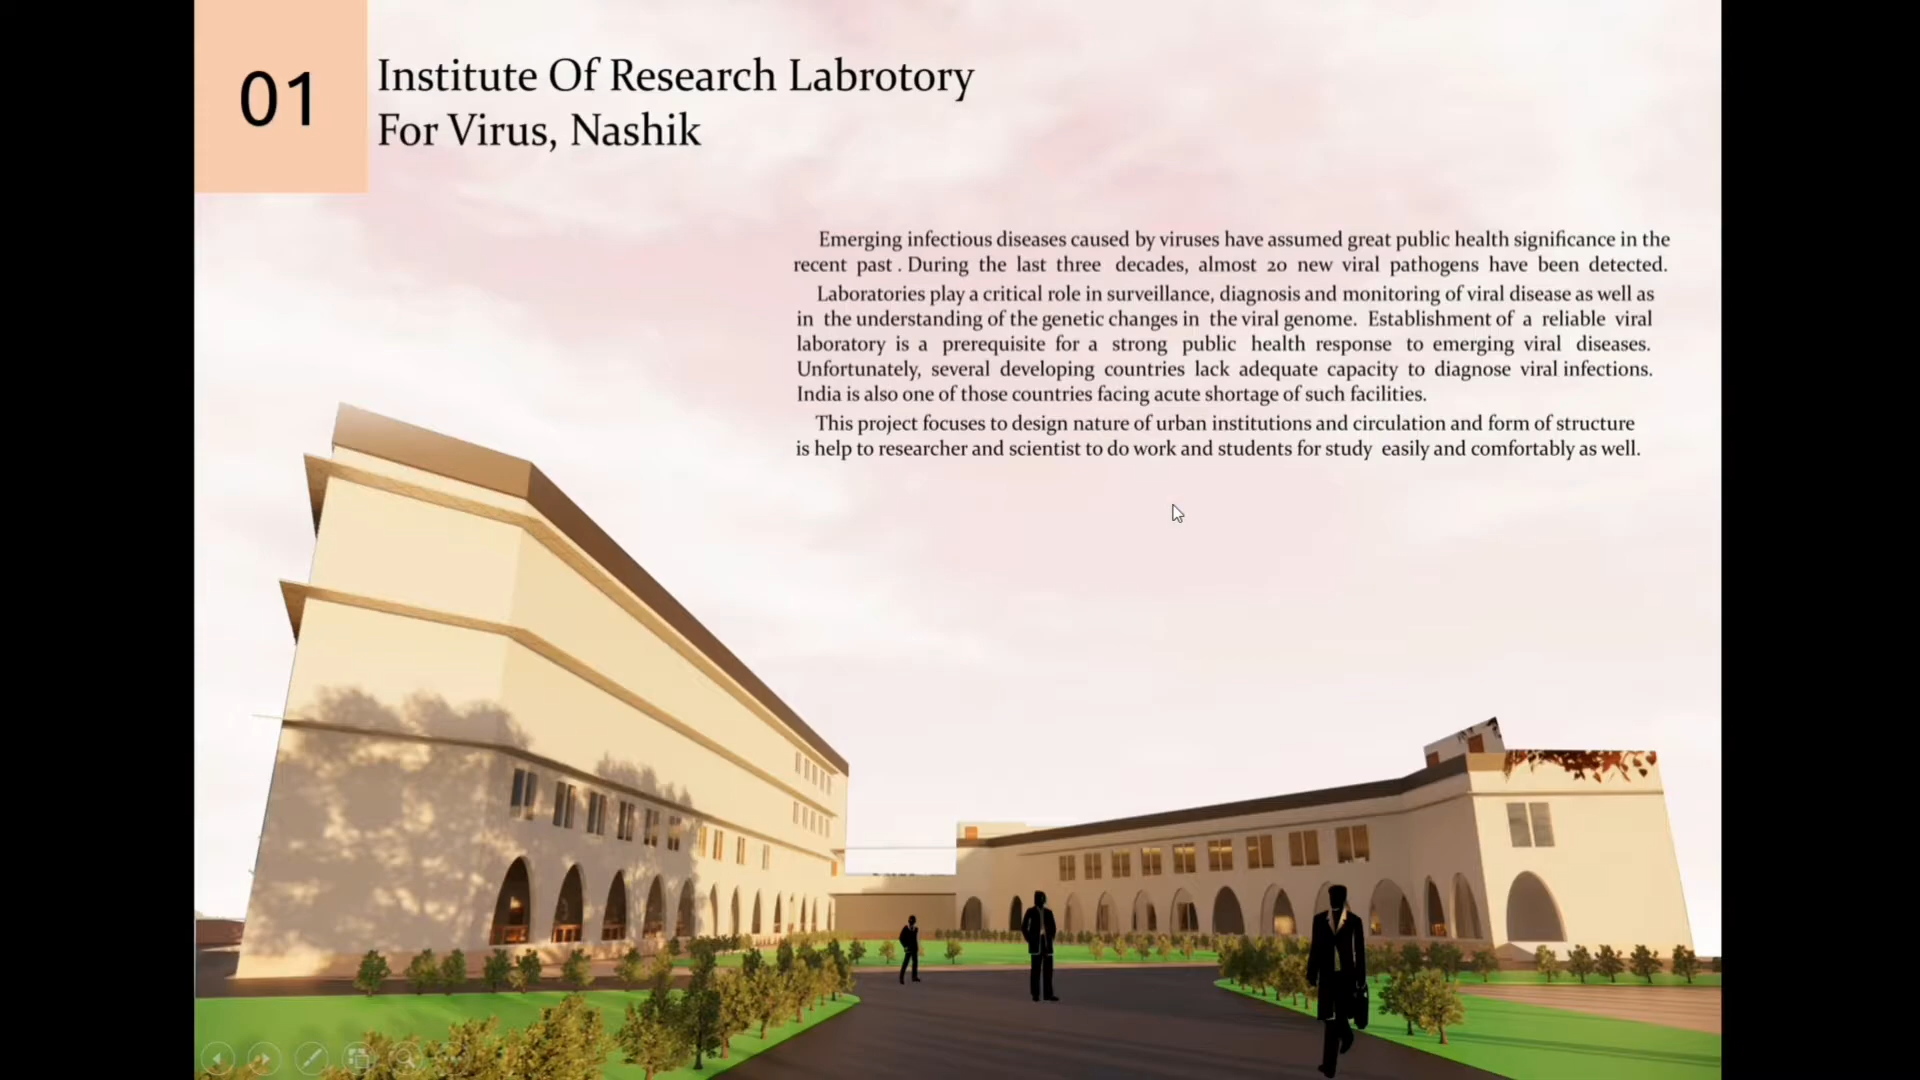 01
Institute Of Research Labrotory
For Virus, Nashik
Emerging infectious diseases caused by viruses have assumed great public health significance in the
recent past . During the last three decades, almost 20 new viral pathogens have been detected.
Laboratories play a critical role in surveillance, diagnosis and monitoring of viral disease as well as
in the understanding of the genetic changes in the viral genome. Establishment of a reliable viral
laboratory is a prerequisite for a strong public health response to emerging viral diseases.
Unfortunately, several developing countries lack adequate capacity to diagnose viral infections.
India is also one of those countries facing acute shortage of such facilities.
This project focuses to design nature of urban institutions and circulation and form of structure
is help to researcher and scientist to do work and students for study easily and comfortably as well.